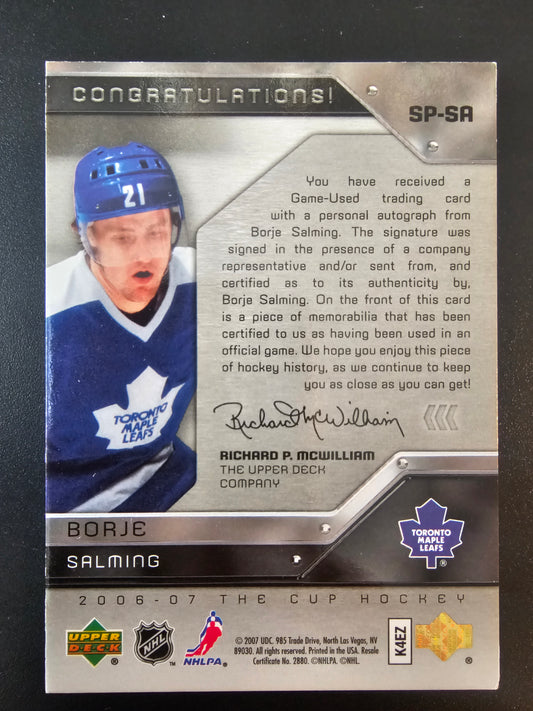 CONGRATULATIONS!
SP-SA
21
You have received a
Game-Used trading card
with a personal autograph from
Borje Salming. The signature was
signed in the presence of a company
representative and/or sent from, and
certified as to its authenticity by,
Borje Salming. On the front of this card
is a piece of memorabilia that has been
certified to us as having been used in an
official game. We hope you enjoy this piece
of hockey history, as we continue to keep
you as close as you can get!
TORONTO
MAPLE
LEAFS
Richard P. McWilliam
RICHARD P. MCWILLIAM
THE UPPER DECK
COMPANY
BORJE
SALMING
TORONTO
MAPLE
LEAFS
®
2006-07 THE CUP HOCKEY
UPPER
DECK
®
NHL
™
NHLPA
®
© 2007 UDC. 985 Trade Drive, North Las Vegas, NV
89030. All rights reserved. Printed in the USA. Resale
Certificate No. 2880. ©NHLPA. ©NHL.
K4EZ
®